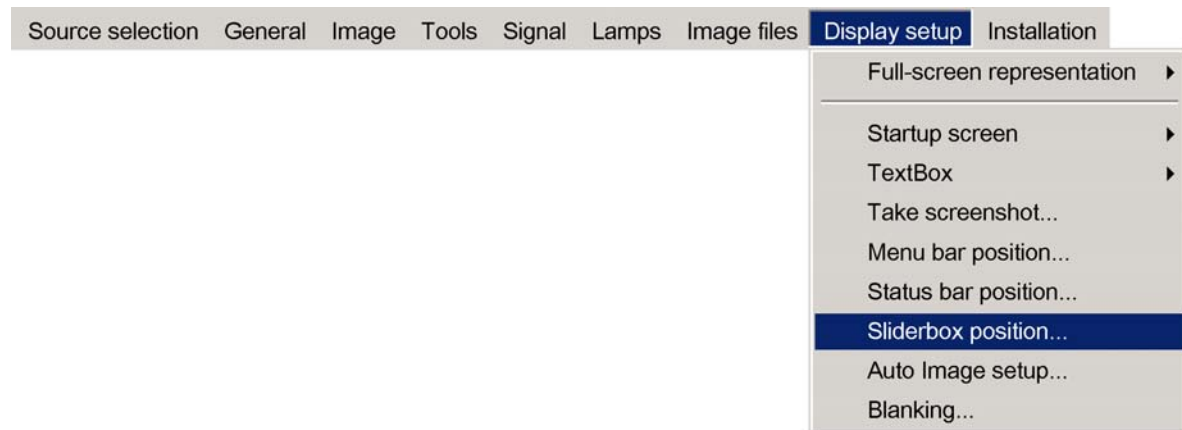 Source selection General Image Tools Signal Lamps Image files Display setup Installation
Full-screen representation
Startup screen
TextBox
Take screenshot...
Menu bar position...
Status bar position...
Sliderbox position...
Auto Image setup...
Blanking...